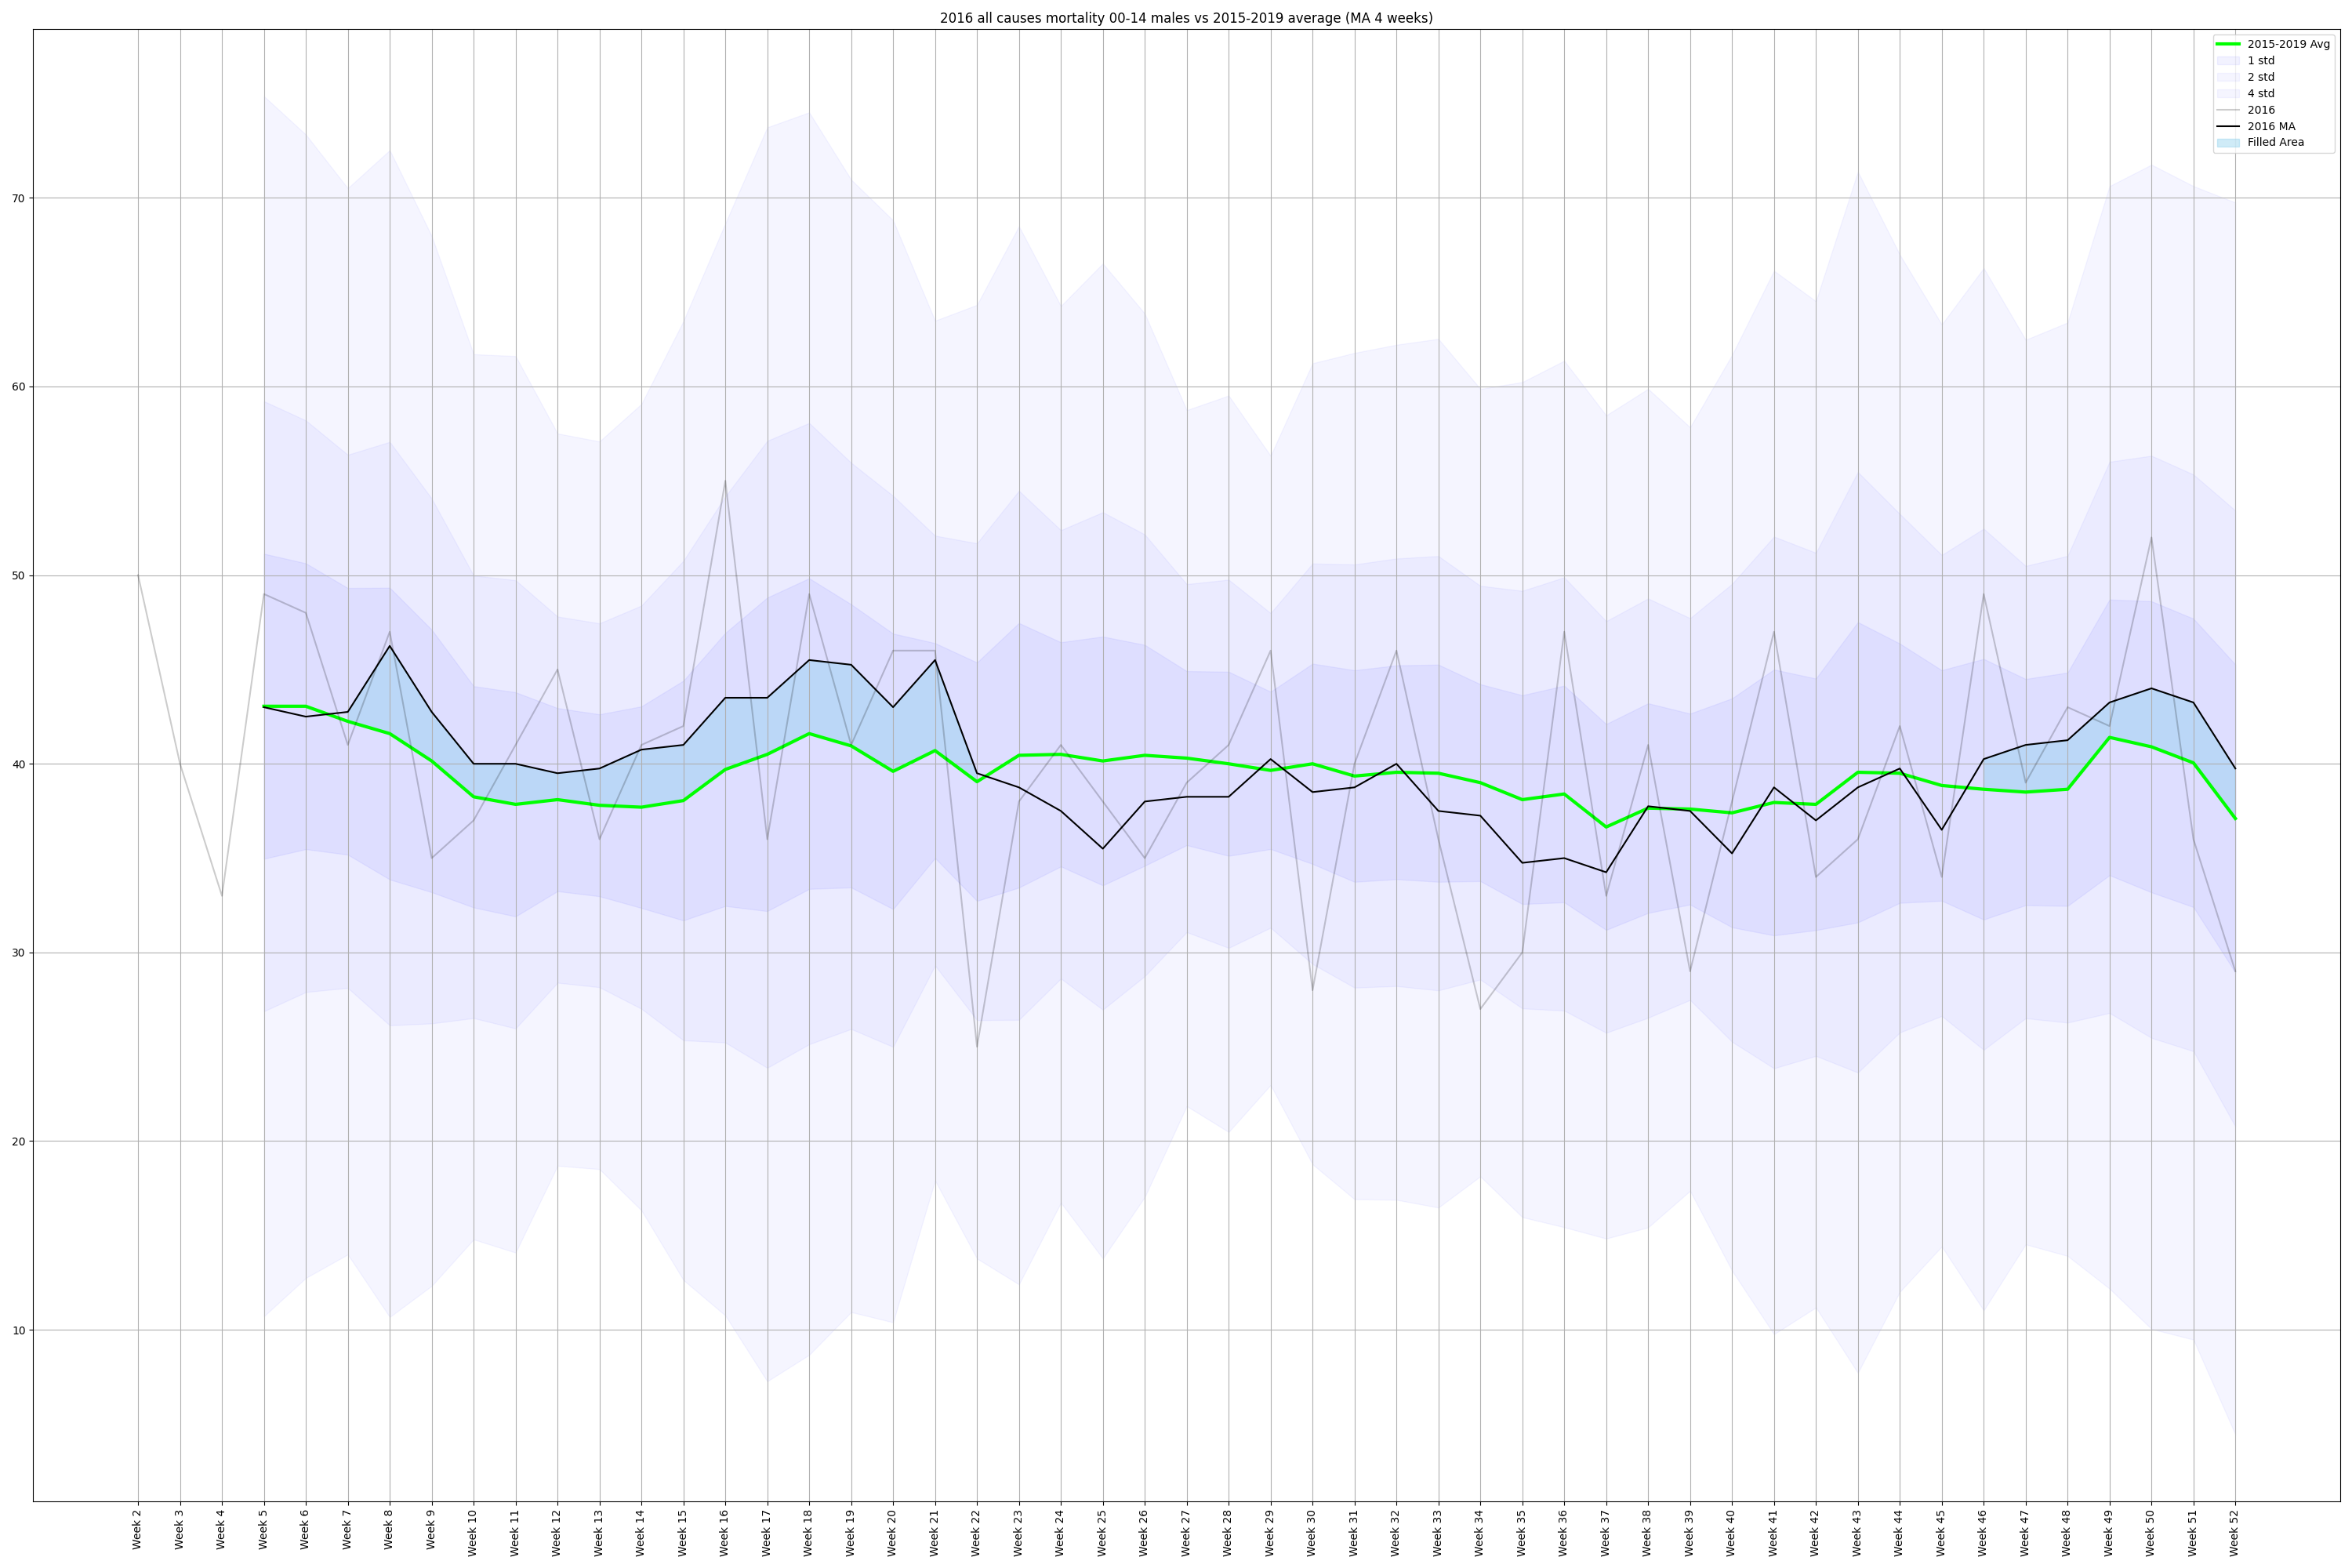 2016 all causes mortality 00-14 males vs 2015-2019 average (MA 4 weeks)
2015-2019 Avg
1 std
2 std
4 std
2016
2016 MA
Filled Area
70
60
50
40
30
20
10
Week 2
Week 3
Week 4
Week 5
Week 6
Week 7
Week 8
Week 9
Week 10
Week 11
Week 12
Week 13
Week 14
Week 15
Week 16
Week 17
Week 18
Week 19
Week 20
Week 21
Week 22
Week 23
Week 24
Week 25
Week 26
Week 27
Week 28
Week 29
Week 30
Week 31
Week 32
Week 33
Week 34
Week 35
Week 36
Week 37
Week 38
Week 39
Week 40
Week 41
Week 42
Week 43
Week 44
Week 45
Week 46
Week 47
Week 48
Week 49
Week 50
Week 51
Week 52